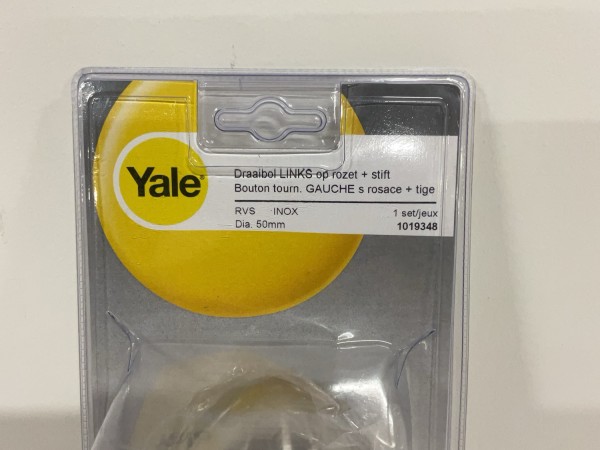 Yale
Draaibol LINKS op rozet + stift
Bouton tourn. GAUCHE s rosace + tige
RVS INOX 1 set/jeux
Dia. 50mm 1019348